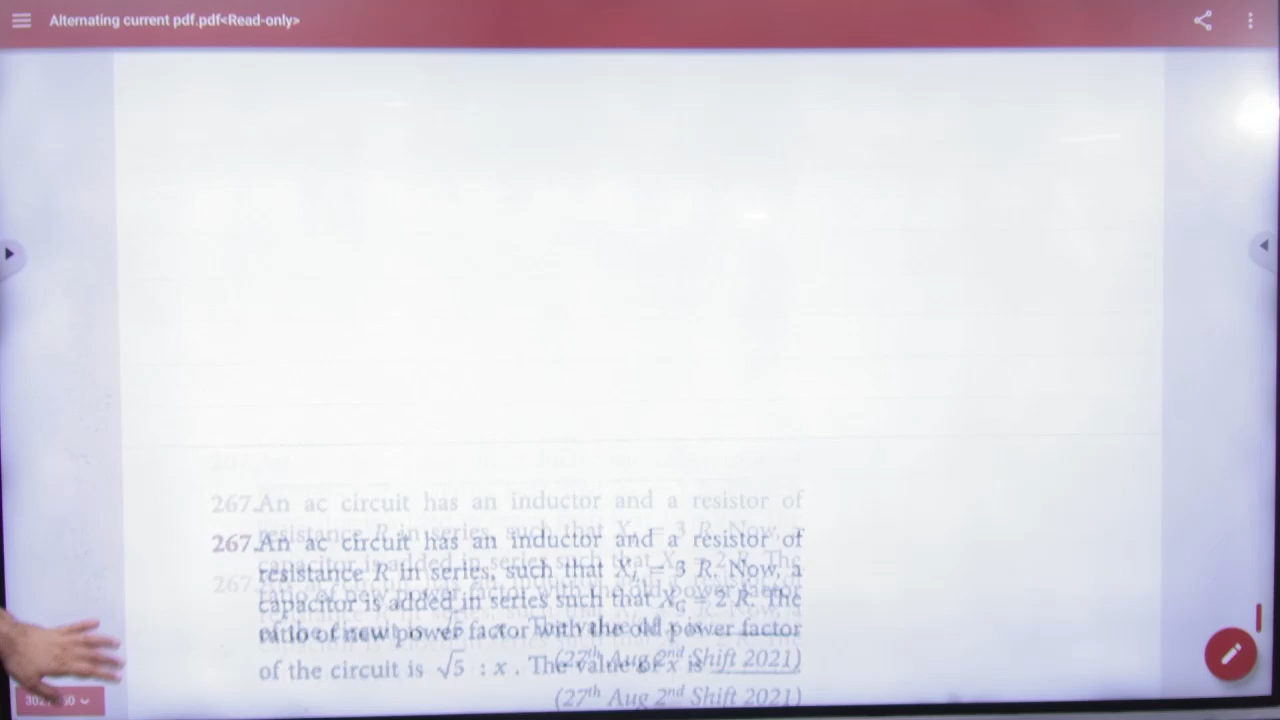 Alternating current pdf.pdf<Read-only>
267. An ac circuit has an inductor and a resistor of
resistance R in series, such that X_L = 3 R. Now, a
capacitor is added in series such that X_C = 2 R. The
ratio of new power factor with the old power factor
of the circuit is √5 : x . The value of x is ______
(27th Aug 2nd Shift 2021)